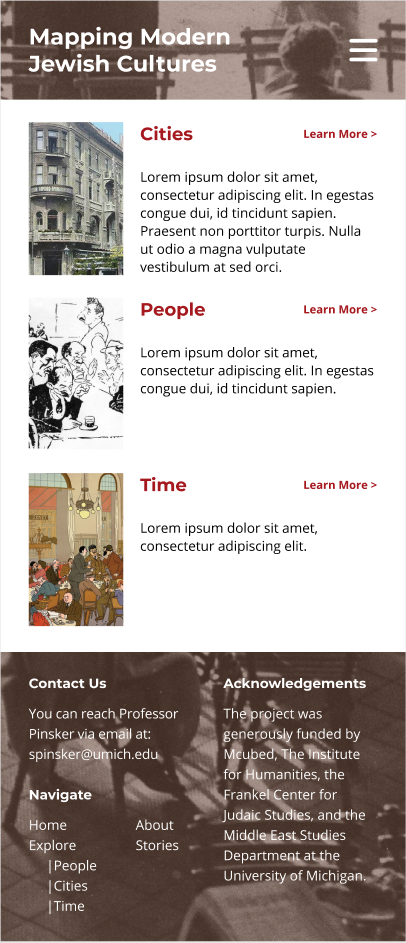 Mapping Modern
Jewish Cultures
Cities
Learn More >
Lorem ipsum dolor sit amet,
consectetur adipiscing elit. In egestas
congue dui, id tincidunt sapien.
Praesent non porttitor turpis. Nulla
ut odio a magna vulputate
vestibulum at sed orci.
People
Learn More >
Lorem ipsum dolor sit amet,
consectetur adipiscing elit. In egestas
congue dui, id tincidunt sapien.
Time
Learn More >
Lorem ipsum dolor sit amet,
consectetur adipiscing elit.
Contact Us
You can reach Professor
Pinsker via email at:
spinsker@umich.edu
Navigate
Home
Explore
|People
|Cities
|Time
About
Stories
Acknowledgements
The project was
generously funded by
Mcubed, The Institute
for Humanities, the
Frankel Center for
Judaic Studies, and the
Middle East Studies
Department at the
University of Michigan.